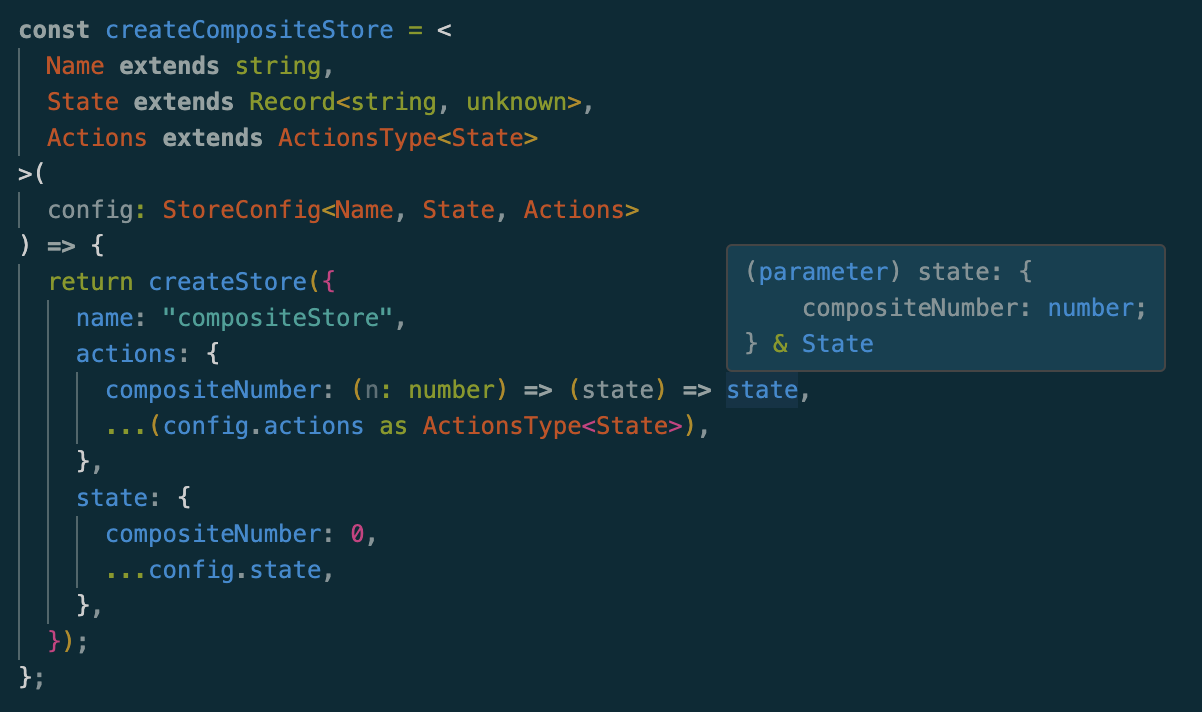 const createCompositeStore = <
  Name extends string,
  State extends Record<string, unknown>,
  Actions extends ActionsType<State>
>(
  config: StoreConfig<Name, State, Actions>
) => {
  return createStore({
    name: "compositeStore",
    actions: {
      compositeNumber: (n: number) => (state) => state,
      ...(config.actions as ActionsType<State>),
    },
    state: {
      compositeNumber: 0,
      ...config.state,
    },
  });
};
(parameter) state: {
    compositeNumber: number;
} & State